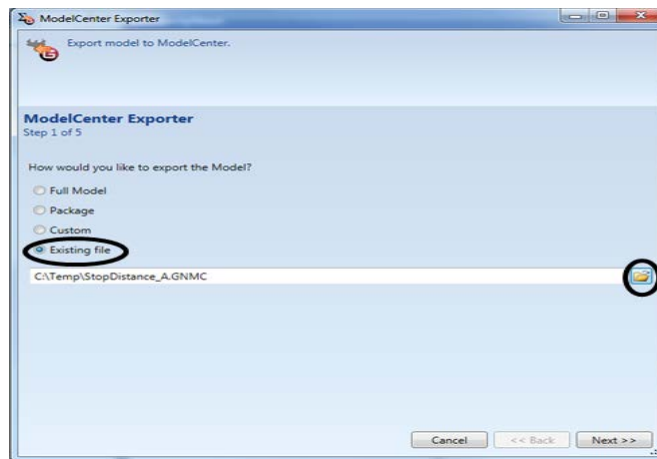 ModelCenter Exporter
Export model to ModelCenter.
ModelCenter Exporter
Step 1 of 5
How would you like to export the Model?
Full Model
Package
Custom
Existing file
C:\Temp\StopDistance_A.GNMC
Cancel << Back Next >>